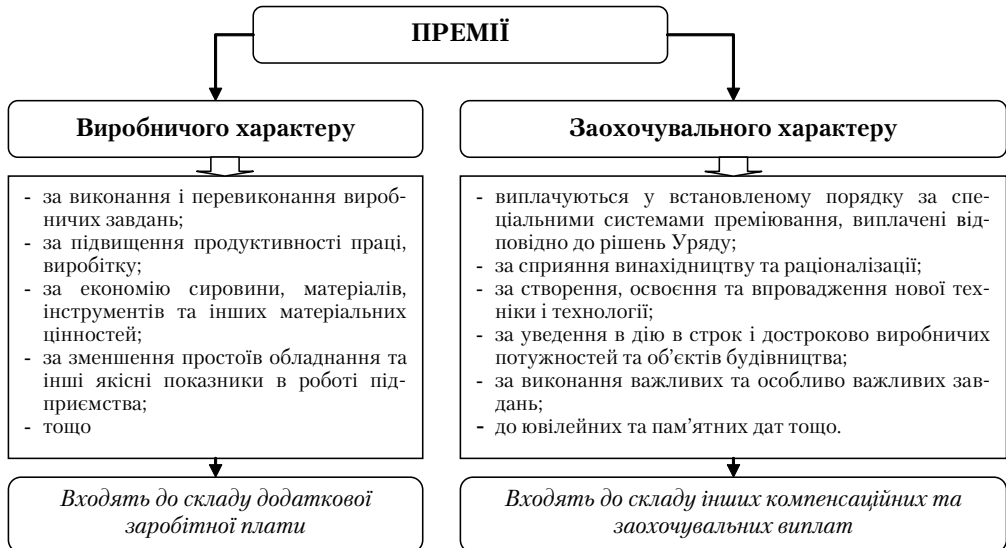 ПРЕМІЇ
Виробничого характеру
- за виконання і перевиконання вироб-
ничих завдань;
- за підвищення продуктивності праці,
виробітку;
- за економію сировини, матеріалів,
інструментів та інших матеріальних
цінностей;
- за зменшення простоїв обладнання та
інші якісні показники в роботі під-
приємства;
- тощо
Входять до складу додаткової
заробітної плати
Заохочувального характеру
- виплачуються у встановленому порядку за спе-
ціальними системами преміювання, виплачені від-
повідно до рішень Уряду;
- за сприяння винахідництву та раціоналізації;
- за створення, освоєння та впровадження нової тех-
ніки і технології;
- за уведення в дію в строк і достроково виробничих
потужностей та об’єктів будівництва;
- за виконання важливих та особливо важливих зав-
дань;
- до ювілейних та пам’ятних дат тощо.
Входять до складу інших компенсаційних та
заохочувальних виплат